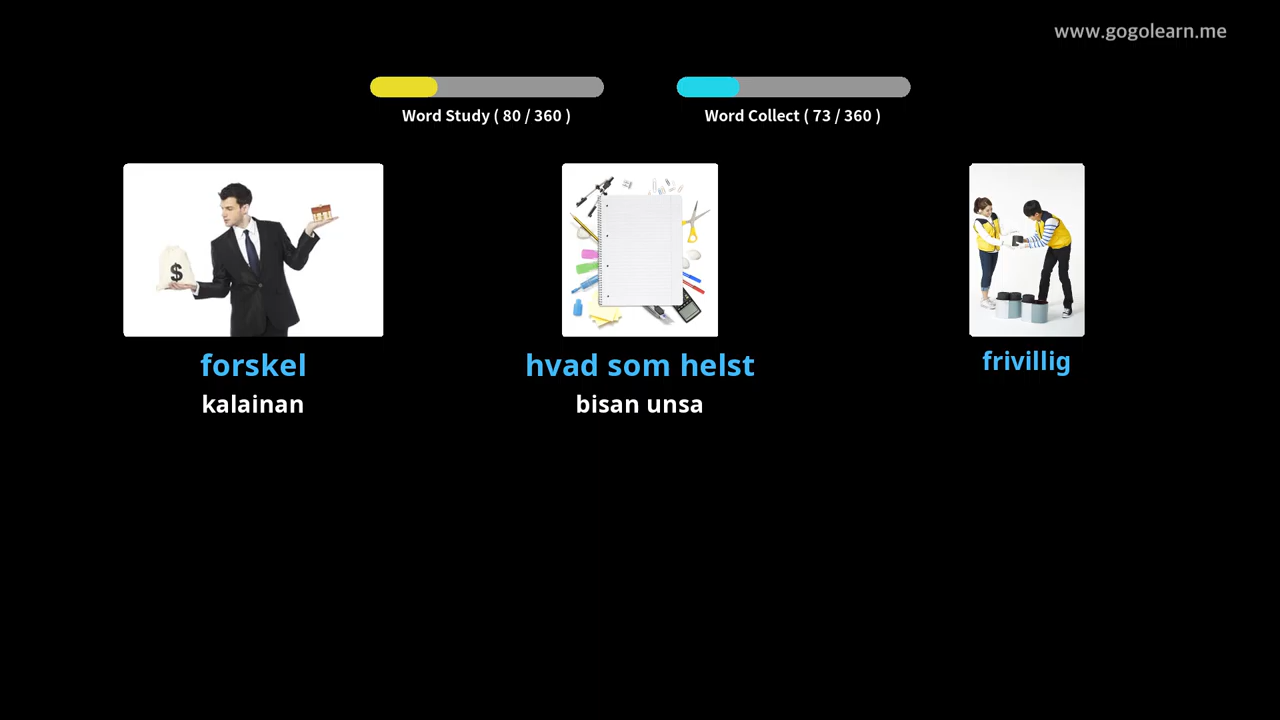 www.gogolearn.me
Word Study ( 80 / 360 )
Word Collect ( 73 / 360 )
$
forskel
kalainan
hvad som helst
bisan unsa
frivillig